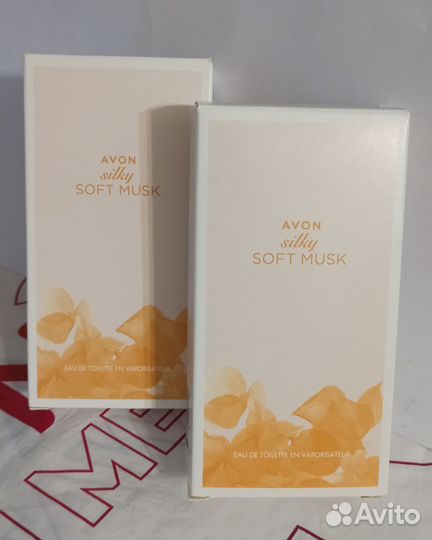 AVON
silky
SOFT MUSK
EAU DE TOILETTE EN VAPORISATEUR
AVON
silky
SOFT MUSK
EAU DE TOILETTE EN VAPORISATEUR
Avito